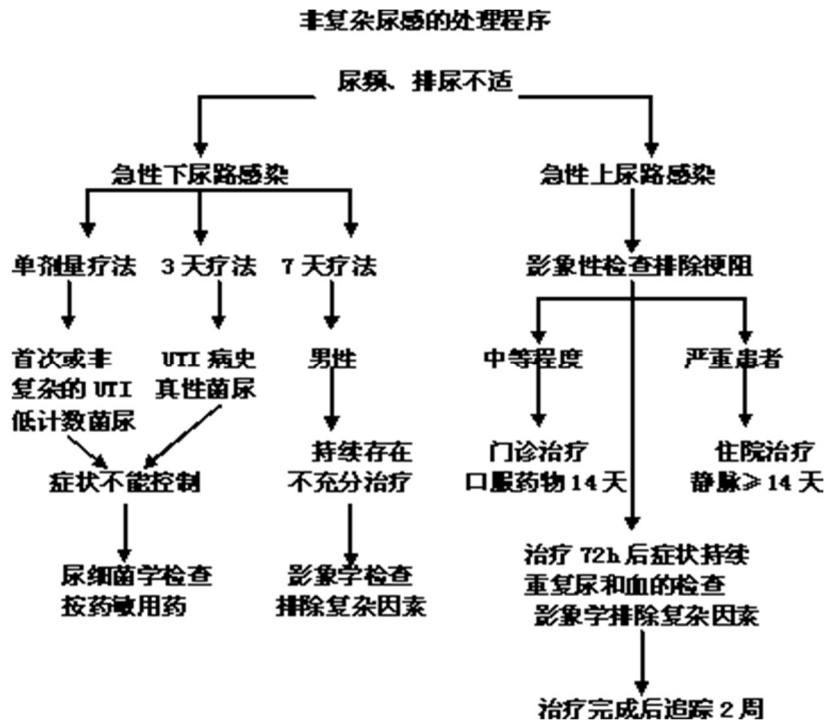 非复杂尿感的处理程序
尿频、排尿不适
急性下尿路感染
急性上尿路感染
单剂量疗法
3天疗法
7天疗法
影象性检查排除梗阻
首次或非
复杂的UTI
低计数菌尿
UTI病史
真性菌尿
男性
中等程度
严重患者
症状不能控制
持续存在
不充分治疗
门诊治疗
口服药物14天
住院治疗
静脉≥14天
尿细菌学检查
按药敏用药
影象学检查
排除复杂因素
治疗72h后症状持续
重复尿和血的检查
影象学排除复杂因素
治疗完成后追踪2周